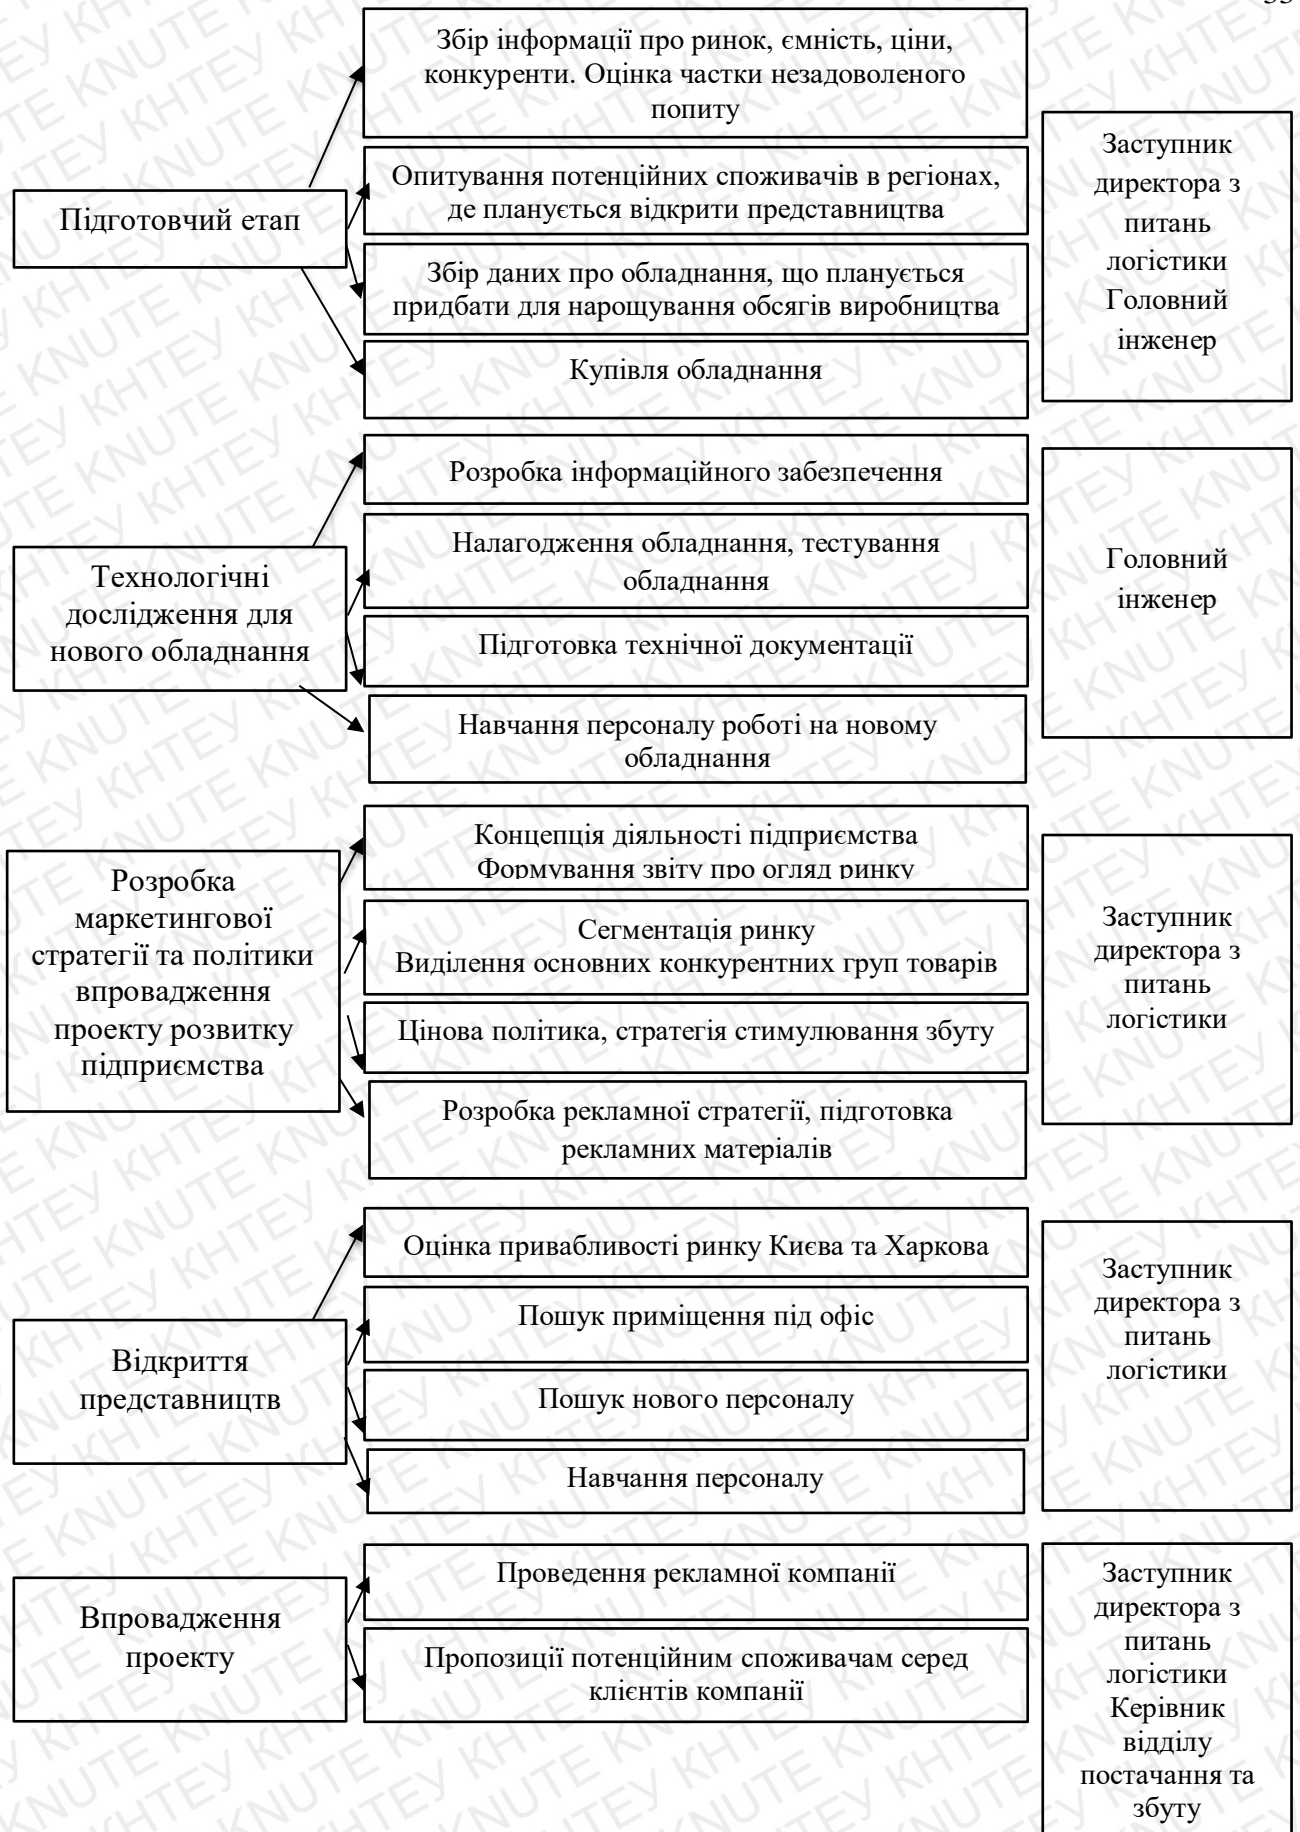 Збір інформації про ринок, ємність, ціни,
конкуренти. Оцінка частки незадоволеного
попиту
Підготовчий етап
Опитування потенційних споживачів в регіонах,
де планується відкрити представництва
Збір даних про обладнання, що планується
придбати для нарощування обсягів виробництва
Купівля обладнання
Заступник
директора з
питань
логістики
Головний
інженер
Технологічні
дослідження для
нового обладнання
Розробка інформаційного забезпечення
Налагодження обладнання, тестування
обладнання
Підготовка технічної документації
Навчання персоналу роботі на новому
обладнання
Головний
інженер
Розробка
маркетингової
стратегії та політики
впровадження
проекту розвитку
підприємства
Концепція діяльності підприємства
Формування звіту про огляд ринку
Сегментація ринку
Виділення основних конкурентних груп товарів
Цінова політика, стратегія стимулювання збуту
Розробка рекламної стратегії, підготовка
рекламних матеріалів
Заступник
директора з
питань
логістики
Відкриття
представництв
Оцінка привабливості ринку Києва та Харкова
Пошук приміщення під офіс
Пошук нового персоналу
Навчання персоналу
Заступник
директора з
питань
логістики
Впровадження
проекту
Проведення рекламної компанії
Пропозиції потенційним споживачам серед
клієнтів компанії
Заступник
директора з
питань
логістики
Керівник
відділу
постачання та
збуту